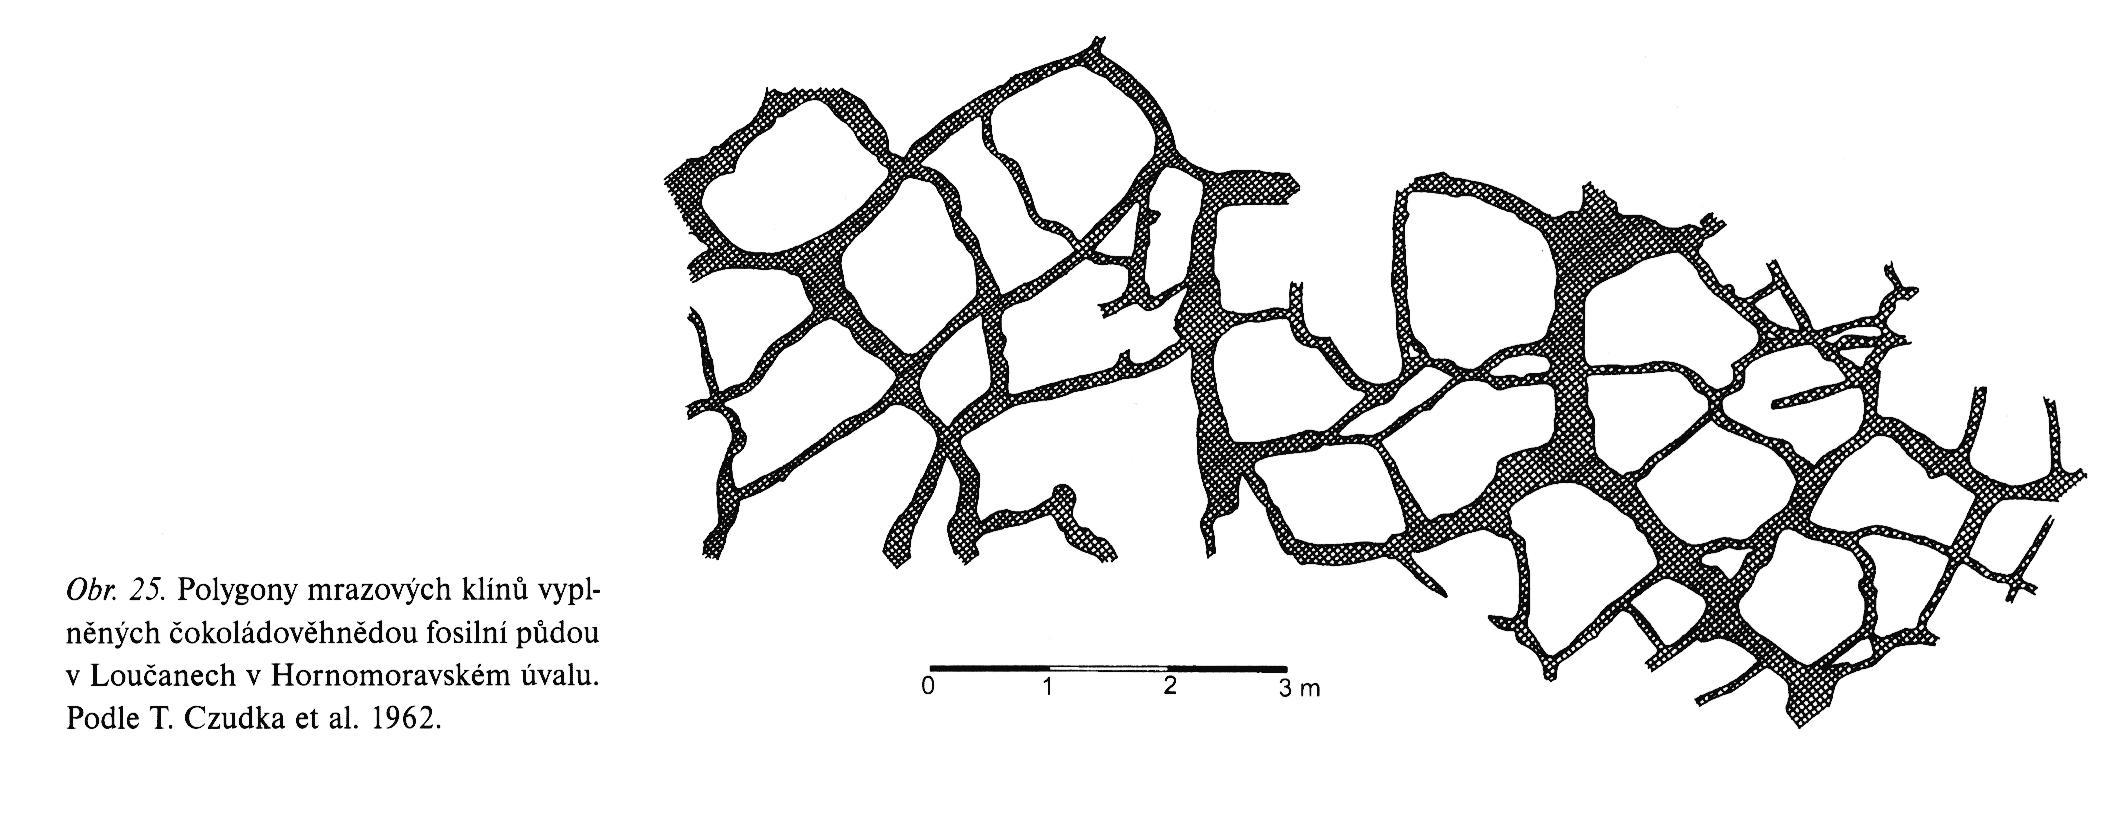 Obr. 25. Polygony mrazových klínů vypl-
něných čokoládověhnědou fosilní půdou
v Loučanech v Hornomoravském úvalu.
Podle T. Czudka et al. 1962.
0 1 2 3 m